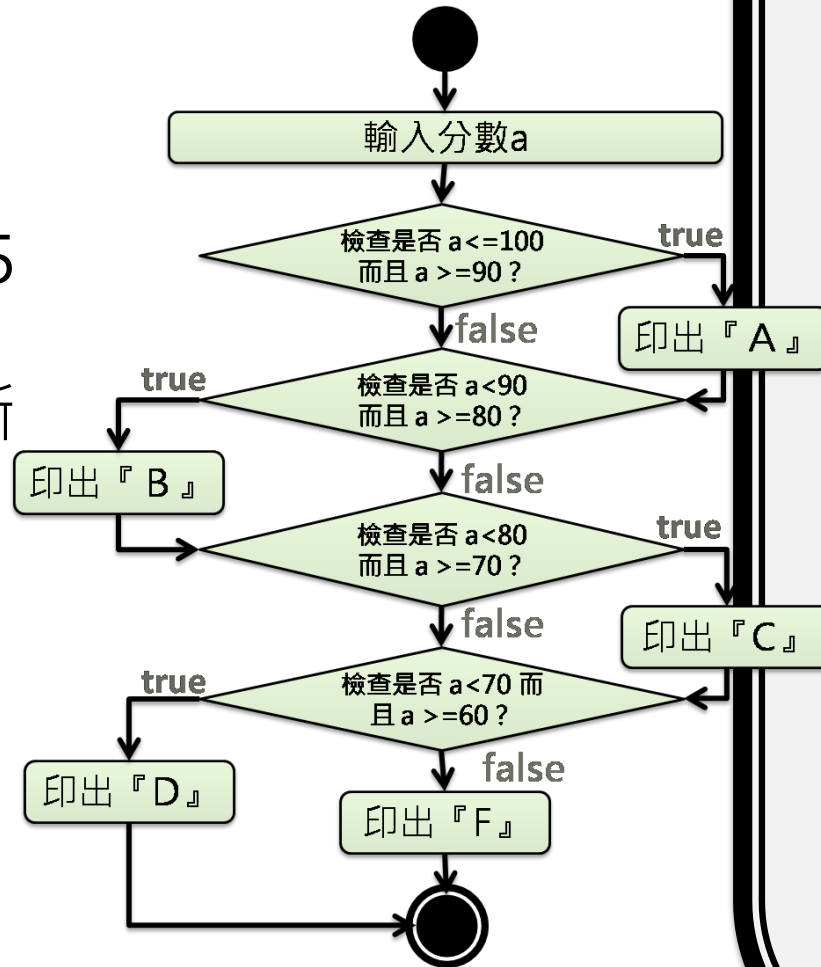 輸入分數a
檢查是否 a<=100
而且 a >=90？
true
false
印出『A』
5
檢查是否 a<90
而且 a >=80？
true
false
印出『B』
檢查是否 a<80
而且 a >=70？
true
false
印出『C』
檢查是否 a<70 而
且 a >=60？
true
false
印出『D』
印出『F』